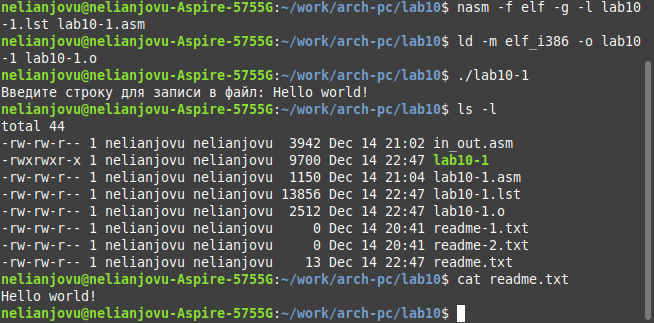 nelianjovu@nelianjovu-Aspire-5755G:~/work/arch-pc/lab10$ nasm -f elf -g -l lab10
-1.lst lab10-1.asm
nelianjovu@nelianjovu-Aspire-5755G:~/work/arch-pc/lab10$ ld -m elf_i386 -o lab10
-1 lab10-1.o
nelianjovu@nelianjovu-Aspire-5755G:~/work/arch-pc/lab10$ ./lab10-1
Введите строку для записи в файл: Hello world!
nelianjovu@nelianjovu-Aspire-5755G:~/work/arch-pc/lab10$ ls -l
total 44
-rw-rw-r-- 1 nelianjovu nelianjovu  3942 Dec 14 21:02 in_out.asm
-rwxrwxr-x 1 nelianjovu nelianjovu  9700 Dec 14 22:47 lab10-1
-rw-rw-r-- 1 nelianjovu nelianjovu  1150 Dec 14 21:04 lab10-1.asm
-rw-rw-r-- 1 nelianjovu nelianjovu 13856 Dec 14 22:47 lab10-1.lst
-rw-rw-r-- 1 nelianjovu nelianjovu  2512 Dec 14 22:47 lab10-1.o
-rw-rw-r-- 1 nelianjovu nelianjovu     0 Dec 14 20:41 readme-1.txt
-rw-rw-r-- 1 nelianjovu nelianjovu     0 Dec 14 20:41 readme-2.txt
-rw-rw-r-- 1 nelianjovu nelianjovu    13 Dec 14 22:47 readme.txt
nelianjovu@nelianjovu-Aspire-5755G:~/work/arch-pc/lab10$ cat readme.txt
Hello world!
nelianjovu@nelianjovu-Aspire-5755G:~/work/arch-pc/lab10$